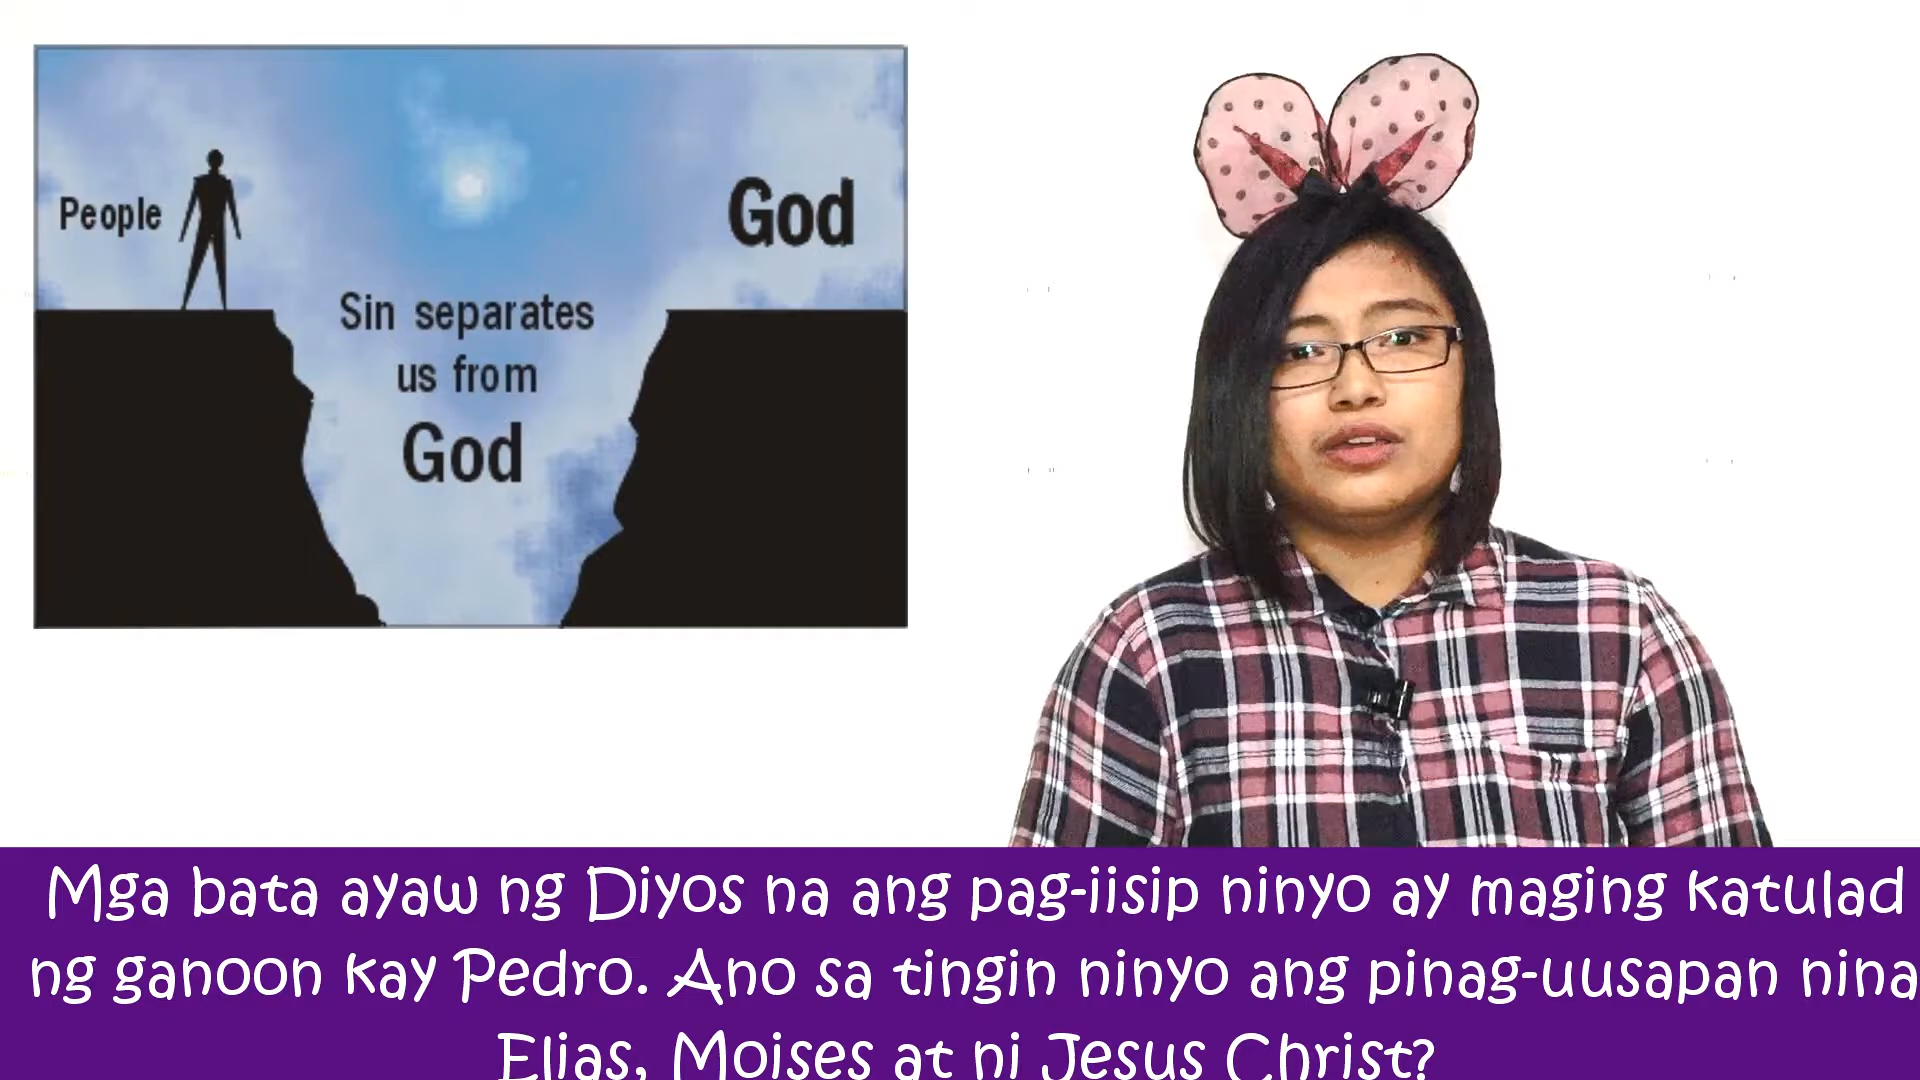 People
God
Sin separates
us from
God
Mga bata ayaw ng Diyos na ang pag-iisip ninyo ay maging katulad
ng ganoon kay Pedro. Ano sa tingin ninyo ang pinag-uusapan nina
Elias, Moises at ni Jesus Christ?